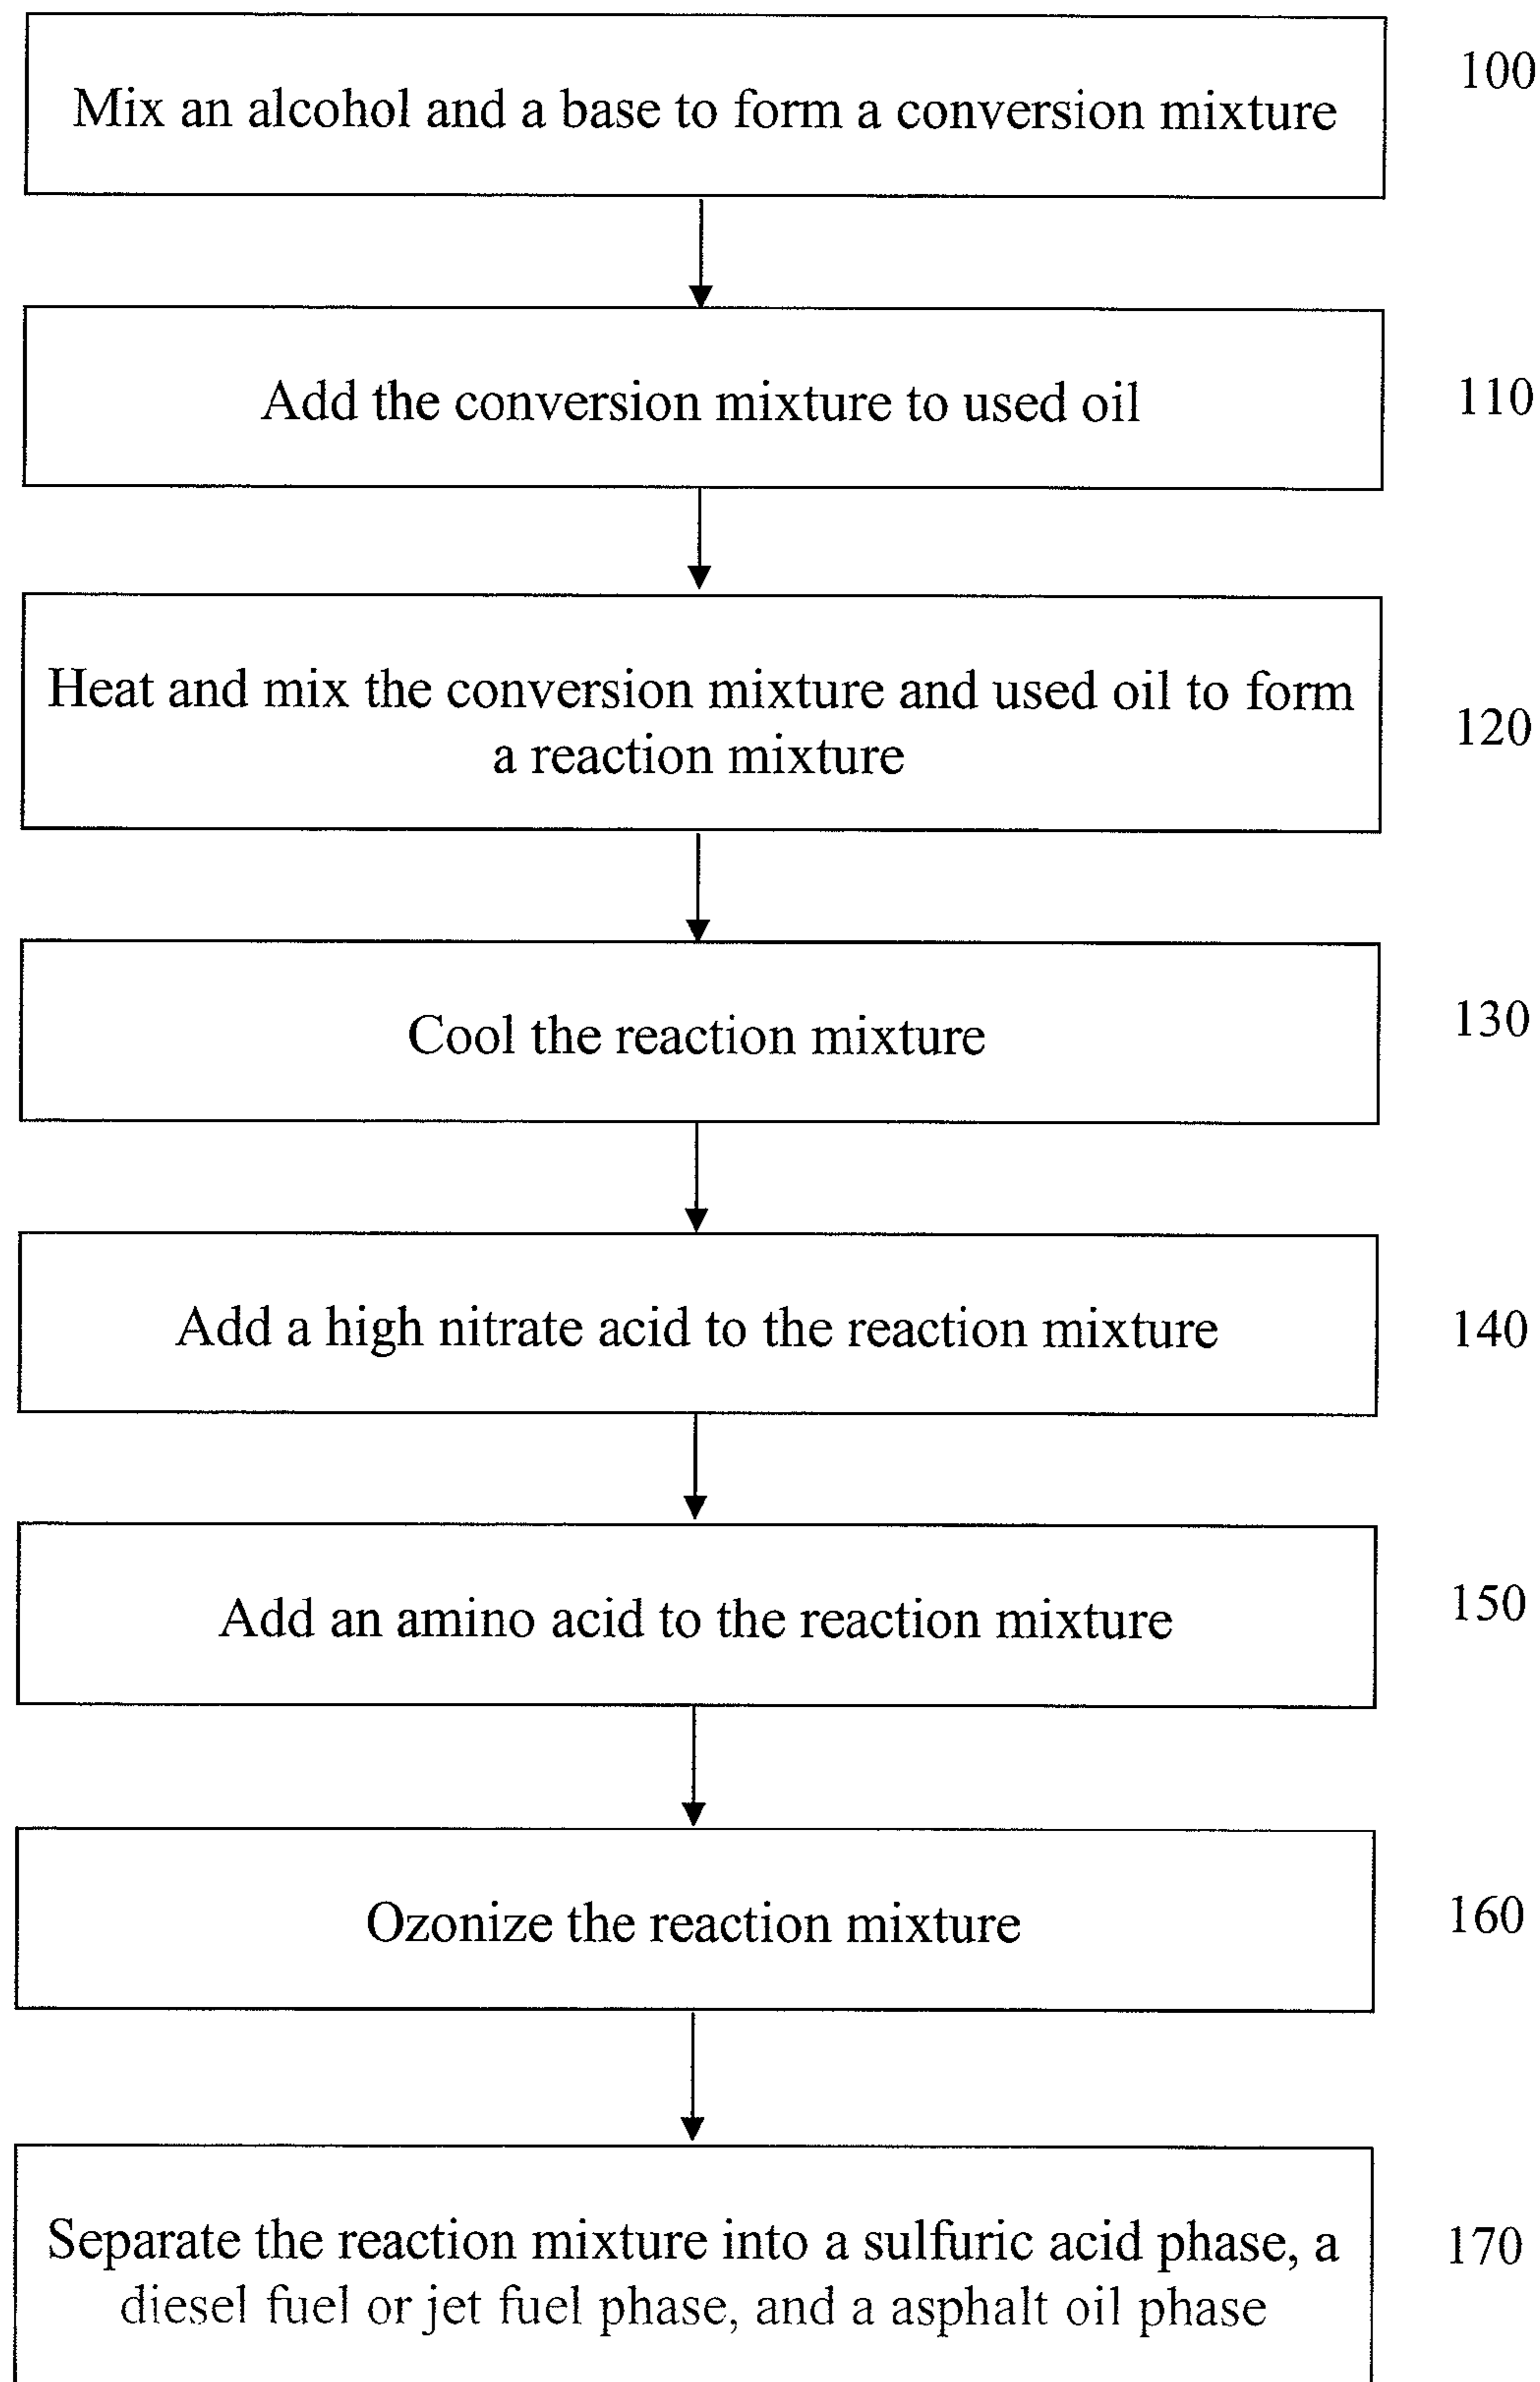 Mix an alcohol and a base to form a conversion mixture
100
Add the conversion mixture to used oil
110
Heat and mix the conversion mixture and used oil to form
a reaction mixture
120
Cool the reaction mixture
130
Add a high nitrate acid to the reaction mixture
140
Add an amino acid to the reaction mixture
150
Ozonize the reaction mixture
160
Separate the reaction mixture into a sulfuric acid phase, a
diesel fuel or jet fuel phase, and a asphalt oil phase
170